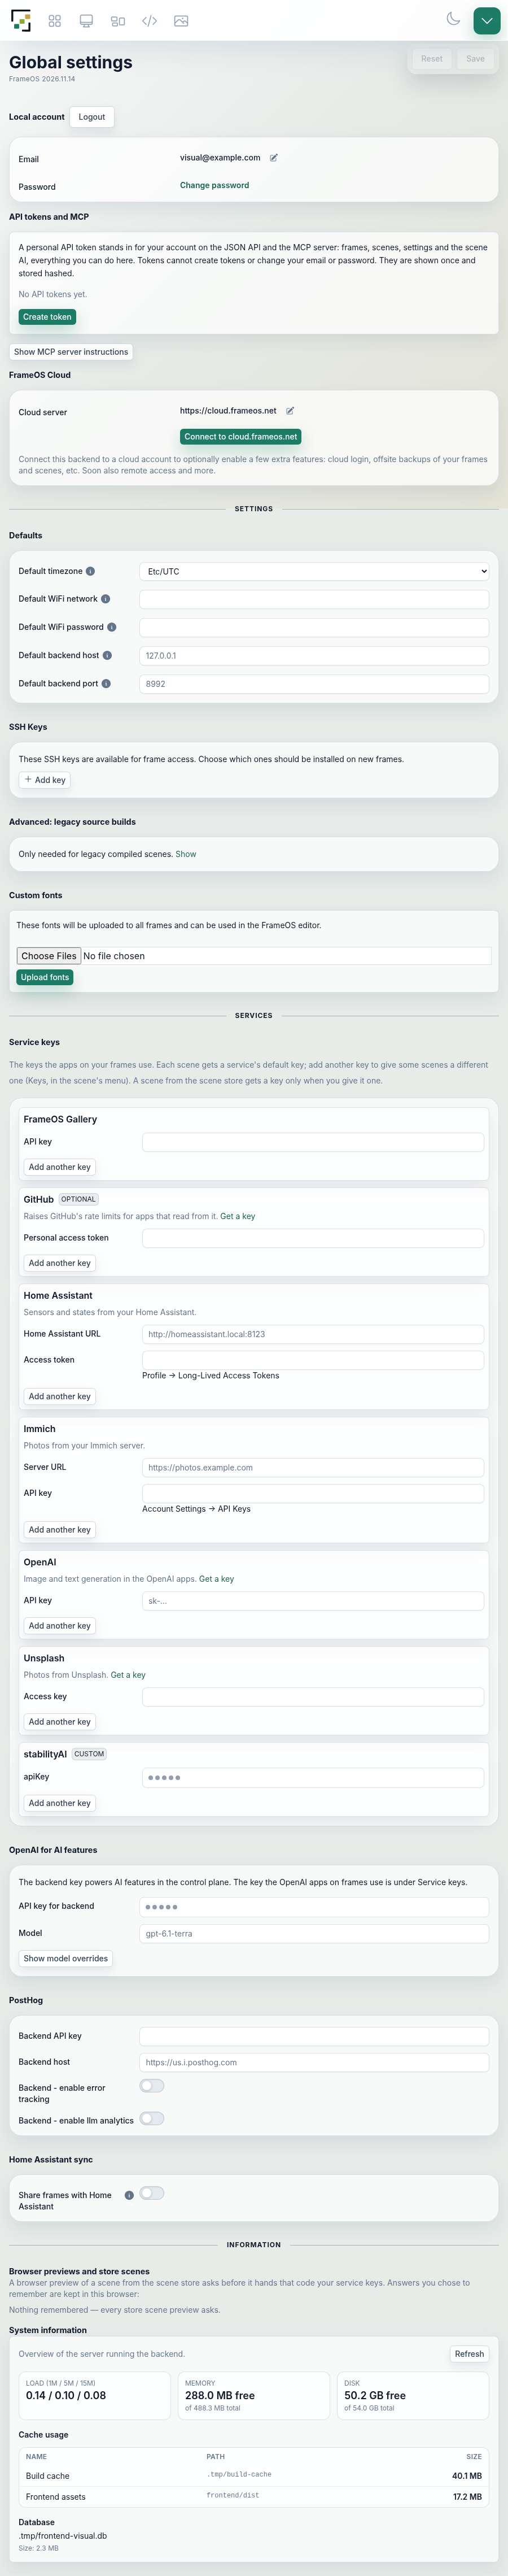 Reset
Save
Global settings
FrameOS 2026.11.14
Local account
Logout
Email
visual@example.com
Password
Change password
API tokens and MCP
A personal API token stands in for your account on the JSON API and the MCP server: frames, scenes, settings and the scene
AI, everything you can do here. Tokens cannot create tokens or change your email or password. They are shown once and
stored hashed.
No API tokens yet.
Create token
Show MCP server instructions
FrameOS Cloud
Cloud server
https://cloud.frameos.net
Connect to cloud.frameos.net
Connect this backend to a cloud account to optionally enable a few extra features: cloud login, offsite backups of your frames
and scenes, etc. Soon also remote access and more.
SETTINGS
Defaults
Default timezone
Etc/UTC
Default WiFi network
Default WiFi password
Default backend host
127.0.0.1
Default backend port
8992
SSH Keys
These SSH keys are available for frame access. Choose which ones should be installed on new frames.
+ Add key
Advanced: legacy source builds
Only needed for legacy compiled scenes. Show
Custom fonts
These fonts will be uploaded to all frames and can be used in the FrameOS editor.
Choose Files No file chosen
Upload fonts
SERVICES
Service keys
The keys the apps on your frames use. Each scene gets a service's default key; add another key to give some scenes a different
one (Keys, in the scene's menu). A scene from the scene store gets a key only when you give it one.
FrameOS Gallery
API key
Add another key
GitHub OPTIONAL
Raises GitHub's rate limits for apps that read from it. Get a key
Personal access token
Add another key
Home Assistant
Sensors and states from your Home Assistant.
Home Assistant URL
http://homeassistant.local:8123
Access token
Profile → Long-Lived Access Tokens
Add another key
Immich
Photos from your Immich server.
Server URL
https://photos.example.com
API key
Account Settings → API Keys
Add another key
OpenAI
Image and text generation in the OpenAI apps. Get a key
API key
sk-...
Add another key
Unsplash
Photos from Unsplash. Get a key
Access key
Add another key
stabilityAI CUSTOM
apiKey
●●●●●
Add another key
OpenAI for AI features
The backend key powers AI features in the control plane. The key the OpenAI apps on frames use is under Service keys.
API key for backend
●●●●●
Model
gpt-6.1-terra
Show model overrides
PostHog
Backend API key
Backend host
https://us.i.posthog.com
Backend - enable error
tracking
Backend - enable llm analytics
Home Assistant sync
Share frames with Home
Assistant
INFORMATION
Browser previews and store scenes
A browser preview of a scene from the scene store asks before it hands that code your service keys. Answers you chose to
remember are kept in this browser:
Nothing remembered — every store scene preview asks.
System information
Overview of the server running the backend.
Refresh
LOAD (1M / 5M / 15M)
0.14 / 0.10 / 0.08
MEMORY
288.0 MB free
of 488.3 MB total
DISK
50.2 GB free
of 54.0 GB total
Cache usage
NAME PATH SIZE
Build cache .tmp/build-cache 40.1 MB
Frontend assets frontend/dist 17.2 MB
Database
.tmp/frontend-visual.db
Size: 2.3 MB